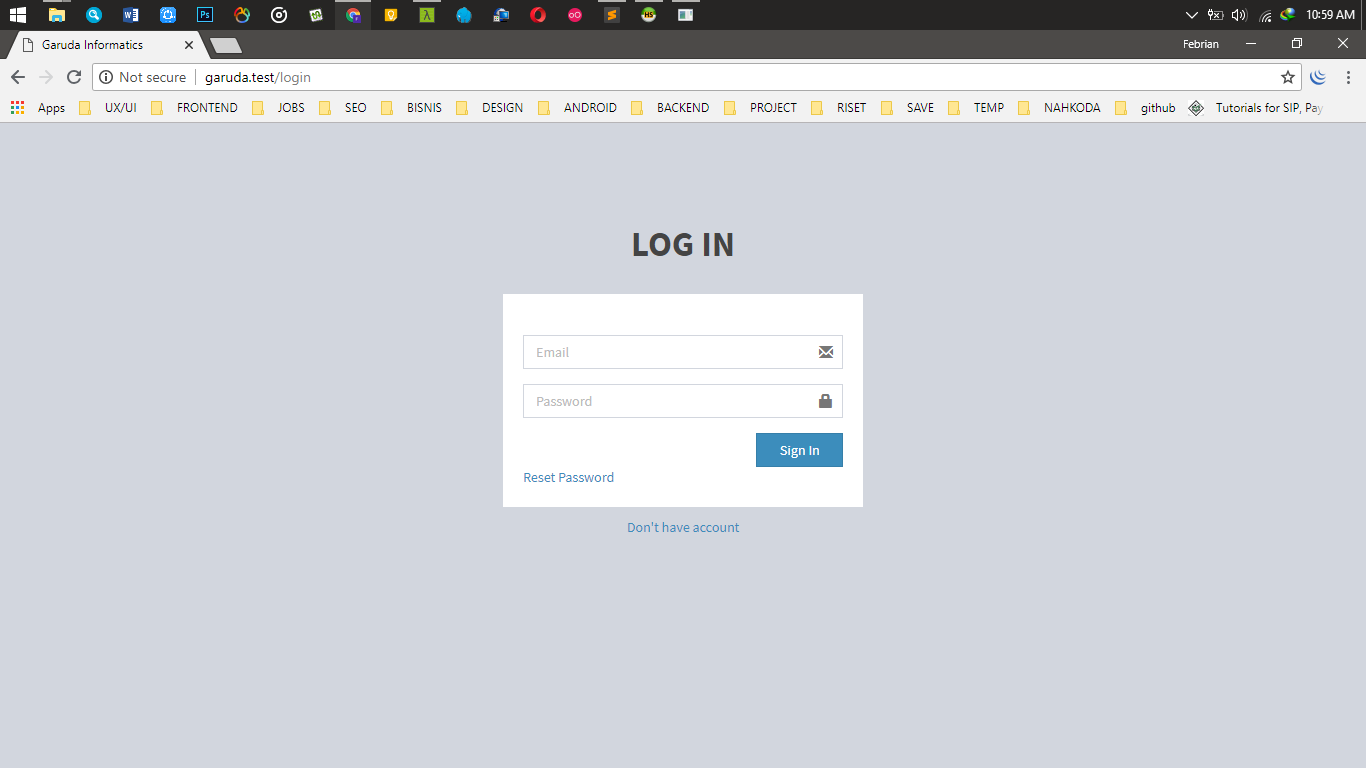 10:59 AM
Garuda Informatics
Febrian
Not secure garuda.test/login
Apps UX/UI FRONTEND JOBS SEO BISNIS DESIGN ANDROID BACKEND PROJECT RISET SAVE TEMP NAHKODA github Tutorials for SIP, Pay
LOG IN
Email
Password
Sign In
Reset Password
Don't have account